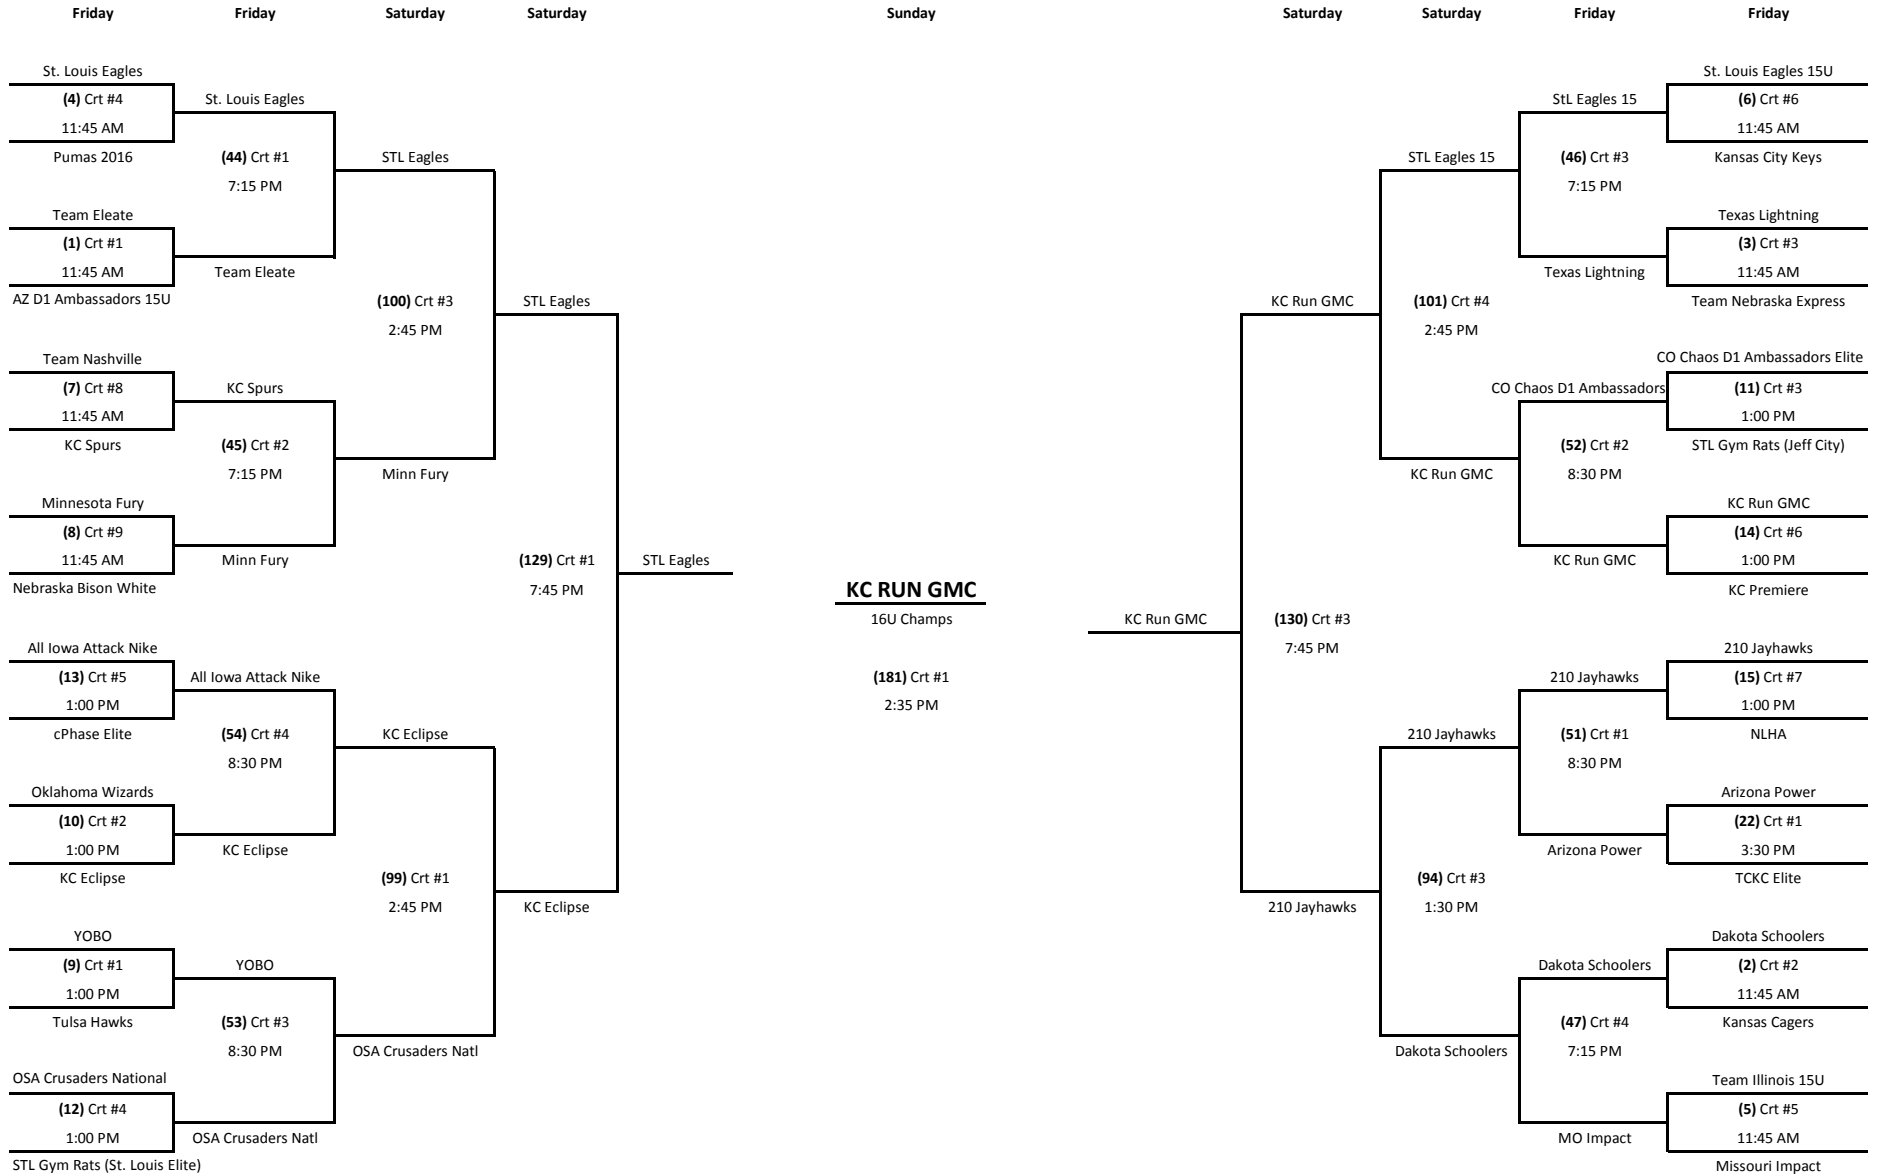 Friday Friday Saturday Saturday Sunday Saturday Saturday Friday Friday
St. Louis Eagles
(4) Crt #4
11:45 AM
Pumas 2016
Team Eleate
(1) Crt #1
11:45 AM
AZ D1 Ambassadors 15U
Team Nashville
(7) Crt #8
11:45 AM
KC Spurs
Minnesota Fury
(8) Crt #9
11:45 AM
Nebraska Bison White
All Iowa Attack Nike
(13) Crt #5
1:00 PM
cPhase Elite
Oklahoma Wizards
(10) Crt #2
1:00 PM
KC Eclipse
YOBO
(9) Crt #1
1:00 PM
Tulsa Hawks
OSA Crusaders National
(12) Crt #4
1:00 PM
STL Gym Rats (St. Louis Elite)
St. Louis Eagles
(44) Crt #1
7:15 PM
Team Eleate
KC Spurs
(45) Crt #2
7:15 PM
Minn Fury
All Iowa Attack Nike
(54) Crt #4
8:30 PM
KC Eclipse
YOBO
(53) Crt #3
8:30 PM
OSA Crusaders Natl
STL Eagles
(100) Crt #3
2:45 PM
Minn Fury
KC Eclipse
(99) Crt #1
2:45 PM
OSA Crusaders Natl
STL Eagles
(129) Crt #1
7:45 PM
KC Eclipse
STL Eagles
KC RUN GMC
16U Champs
(181) Crt #1
2:35 PM
KC Run GMC
KC Run GMC
(130) Crt #3
7:45 PM
210 Jayhawks
STL Eagles 15
(101) Crt #4
2:45 PM
KC Run GMC
210 Jayhawks
(94) Crt #3
1:30 PM
Dakota Schoolers
StL Eagles 15
(46) Crt #3
7:15 PM
Texas Lightning
CO Chaos D1 Ambassadors
(52) Crt #2
8:30 PM
KC Run GMC
210 Jayhawks
(51) Crt #1
8:30 PM
Arizona Power
Dakota Schoolers
(47) Crt #4
7:15 PM
MO Impact
St. Louis Eagles 15U
(6) Crt #6
11:45 AM
Kansas City Keys
Texas Lightning
(3) Crt #3
11:45 AM
Team Nebraska Express
CO Chaos D1 Ambassadors Elite
(11) Crt #3
1:00 PM
STL Gym Rats (Jeff City)
KC Run GMC
(14) Crt #6
1:00 PM
KC Premiere
210 Jayhawks
(15) Crt #7
1:00 PM
NLHA
Arizona Power
(22) Crt #1
3:30 PM
TCKC Elite
Dakota Schoolers
(2) Crt #2
11:45 AM
Kansas Cagers
Team Illinois 15U
(5) Crt #5
11:45 AM
Missouri Impact